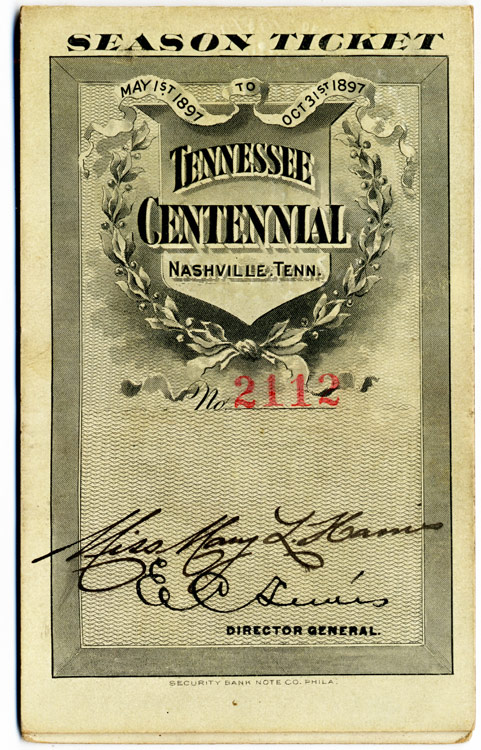 SEASON TICKET
MAY 1ST 1897 TO OCT 31ST 1897
TENNESSEE
CENTENNIAL
NASHVILLE, TENN.
No. 2112
Miss Mary L.
E C Lewis
DIRECTOR GENERAL.
SECURITY BANK NOTE CO. PHILA.